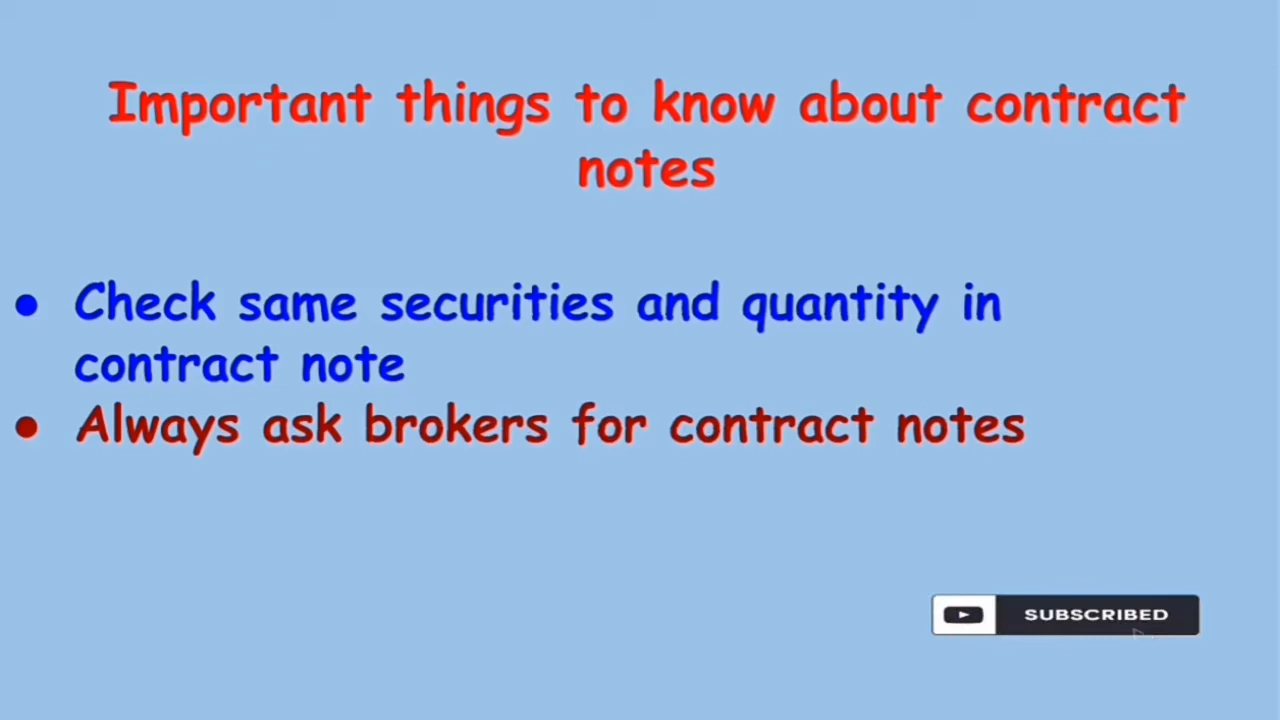 Important things to know about contract
notes
● Check same securities and quantity in
contract note
● Always ask brokers for contract notes
SUBSCRIBED